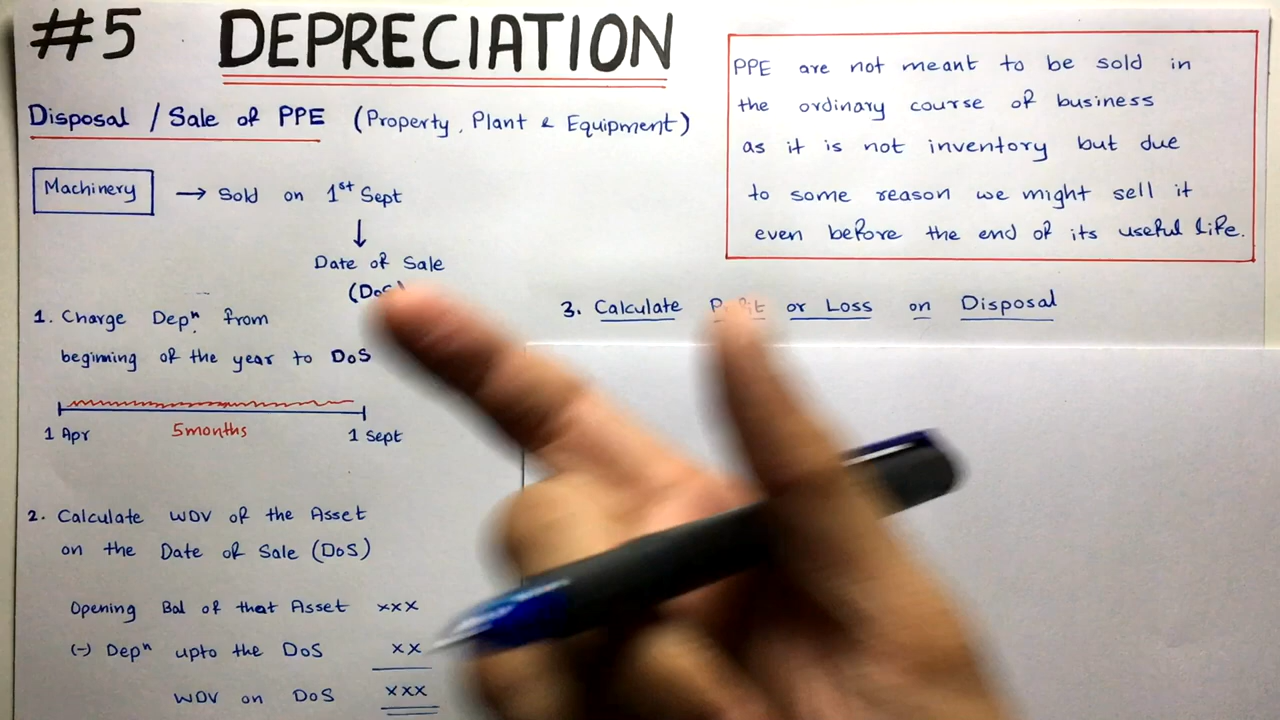 #5 DEPRECIATION
Disposal / Sale of PPE (Property, Plant & Equipment)
Machinery → Sold on 1st Sept
↓
Date of Sale
(DoS)
1. Charge Depn from
beginning of the year to DoS
1 Apr 5months 1 Sept
2. Calculate WDV of the Asset
on the Date of Sale (DoS)
Opening Bal of that Asset xxx
(-) Depn upto the DoS xx
WDV on DoS xxx
PPE are not meant to be sold in
the ordinary course of business
as it is not inventory but due
to some reason we might sell it
even before the end of its useful life.
3. Calculate Profit or Loss on Disposal